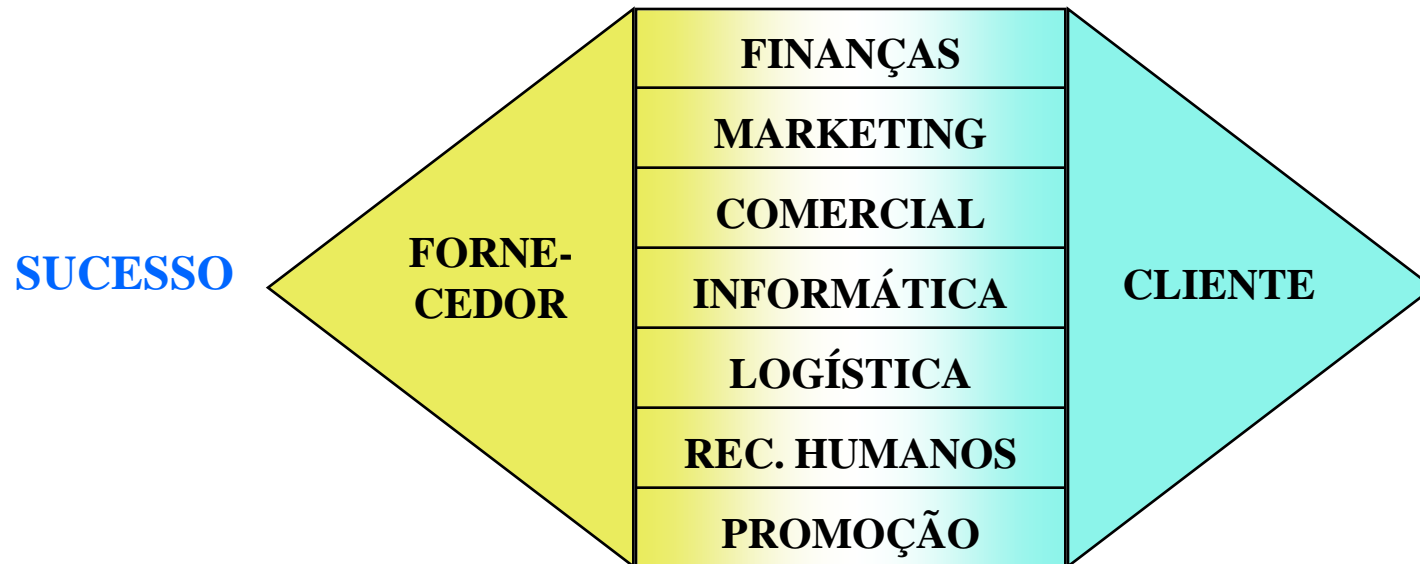 SUCESSO
FORNE-
CEDOR
FINANÇAS
MARKETING
COMERCIAL
INFORMÁTICA
LOGÍSTICA
REC. HUMANOS
PROMOÇÃO
CLIENTE